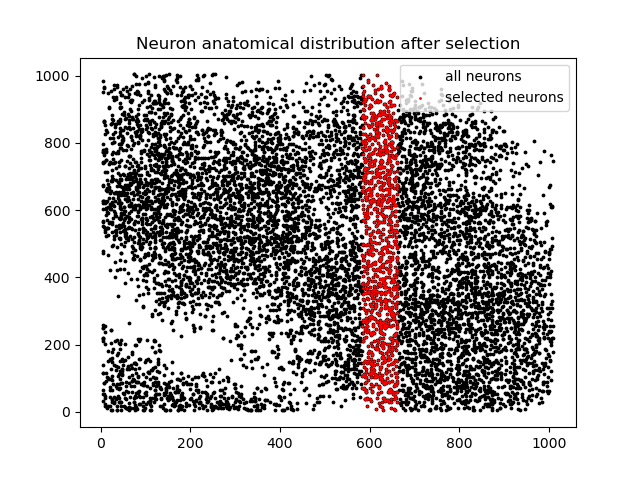 Neuron anatomical distribution after selection
all neurons
selected neurons
1000
800
600
400
200
0
0 200 400 600 800 1000